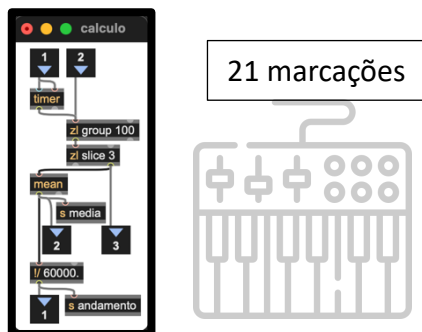 calculo
1 2
timer
zl group 100
zl slice 3
mean
s media
2 3
!/ 60000.
s andamento
1
21 marcações